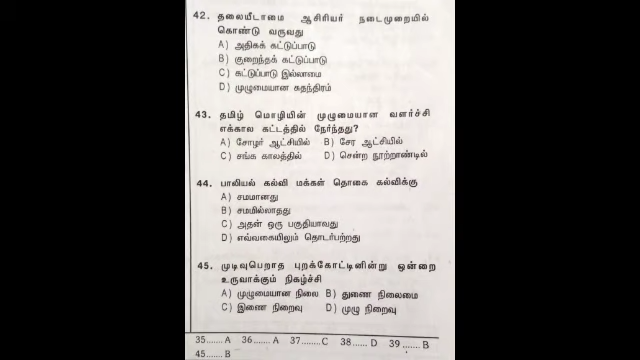 42. தலையீடாமை ஆசிரியர் நடைமுறையில்
கொண்டு வருவது
A) அதிகக் கட்டுப்பாடு
B) குறைந்தக் கட்டுப்பாடு
C) கட்டுப்பாடு இல்லாமை
D) முழுமையான சுதந்திரம்
43. தமிழ் மொழியின் முழுமையான வளர்ச்சி
எக்கால கட்டத்தில் நேர்ந்தது?
A) சோழர் ஆட்சியில் B) சேர ஆட்சியில்
C) சங்க காலத்தில் D) சென்ற நூற்றாண்டில்
44. பாலியல் கல்வி மக்கள் தொகை கல்விக்கு
A) சமமானது
B) சமமில்லாதது
C) அதன் ஒரு பகுதியாவது
D) எவ்வகையிலும் தொடர்பற்றது
45. முடிவுபெறாத புறக்கோட்டினின்று ஒன்றை
உருவாக்கும் நிகழ்ச்சி
A) முழுமையான நிலை B) துணை நிலைமை
C) இணை நிறைவு D) முழு நிறைவு
35...... A 36.... A 37........C 38..... D 39 ....... B
45...... B